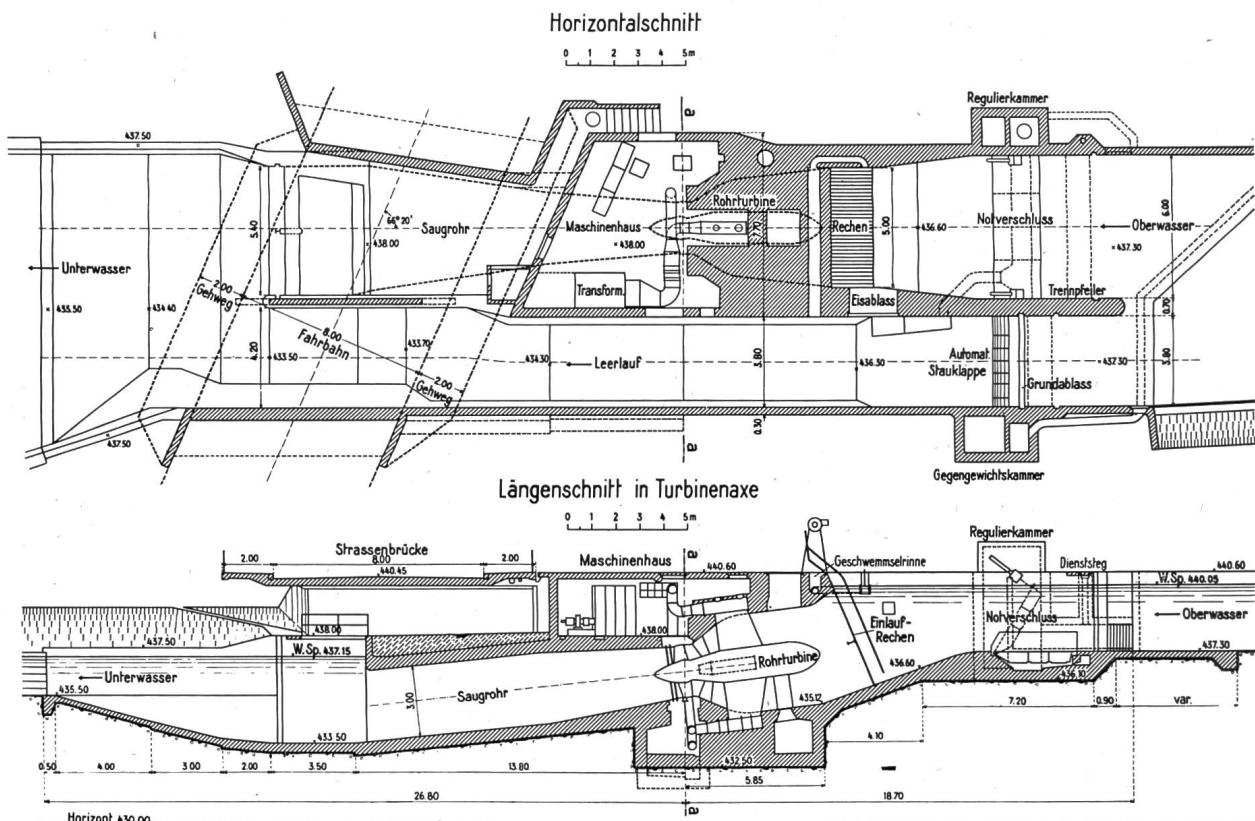 Horizontalschnitt
0 1 2 3 4 5m
a
Regulierkammer
437.50
5.40
66° 20'
Saugrohr
438.00
Maschinenhaus
438.00
Rohrturbine
Rechen
5.00
436.60
Notverschluss
Oberwasser
6.00
437.30
Unterwasser
2.00
Gehweg
Transform.
Eisablass
Trennpfeiler
0.70
435.50
434.40
4.20
433.50
8.00
Fahrbahn
433.70
2.00
Gehweg
434.30
Leerlauf
3.80
436.30
Automat.
Stauklappe
437.30
3.80
Grundablass
437.50
0.30
a
Gegengewichtskammer
Längenschnitt in Turbinenaxe
0 1 2 3 4 5m
a
Regulierkammer
Strassenbrücke
2.00 8.00 2.00
440.45
Maschinenhaus
440.60
Geschwemmselrinne
Dienststeg
440.60
W.Sp. 440.05
438.00
438.00
Einlauf-
Rechen
Notverschluss
Oberwasser
437.50
W.Sp. 437.15
437.30
Unterwasser
Rohrturbine
436.60
436.10
435.50
3.00
Saugrohr
435.12
7.20 0.90 var.
433.50
4.10
0.50 4.00 3.00 2.00 3.50 13.80
432.50
5.85
26.80
18.70
a
Horizont 430.00